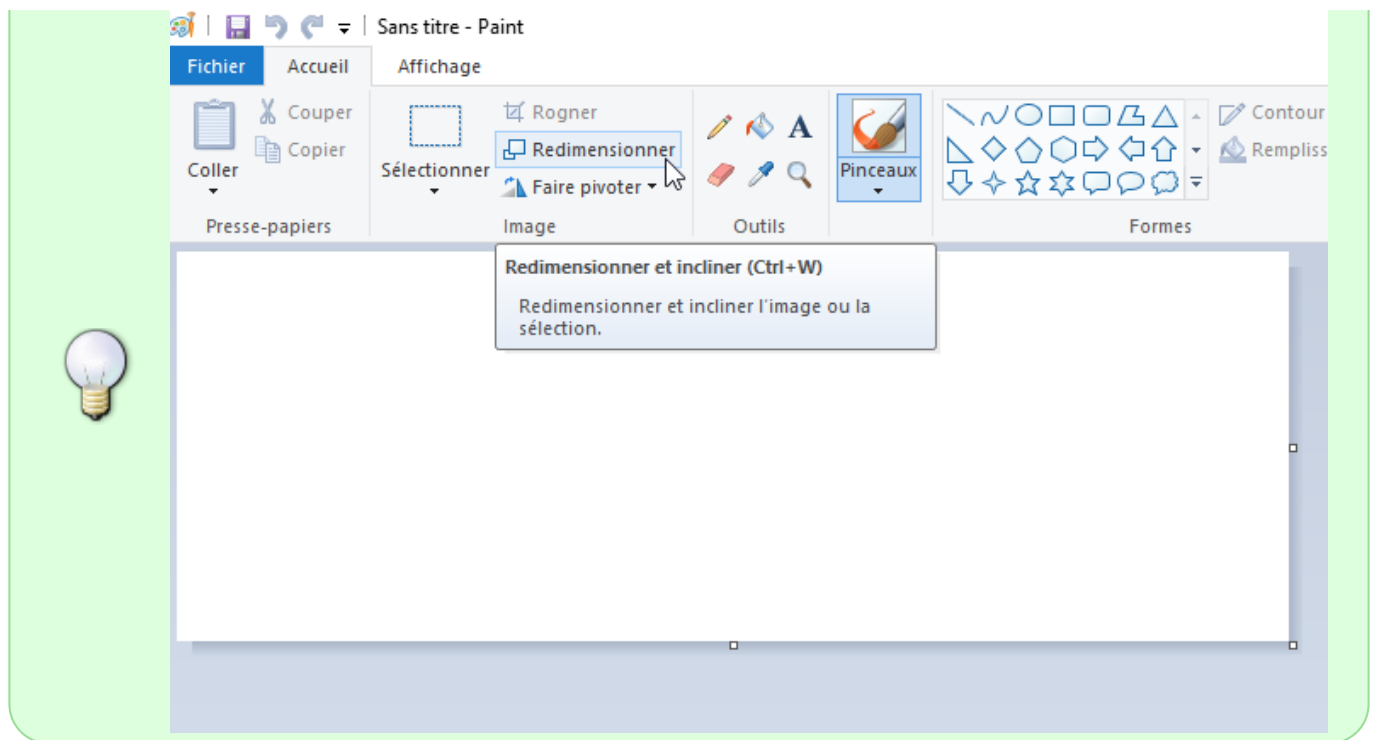 Sans titre - Paint
Fichier Accueil Affichage
Couper
Copier
Coller
Presse-papiers
Sélectionner
Rogner
Redimensionner
Faire pivoter
Image
A
Outils
Pinceaux
Contour
Rempliss
Formes
Redimensionner et incliner (Ctrl+W)
Redimensionner et incliner l'image ou la
sélection.